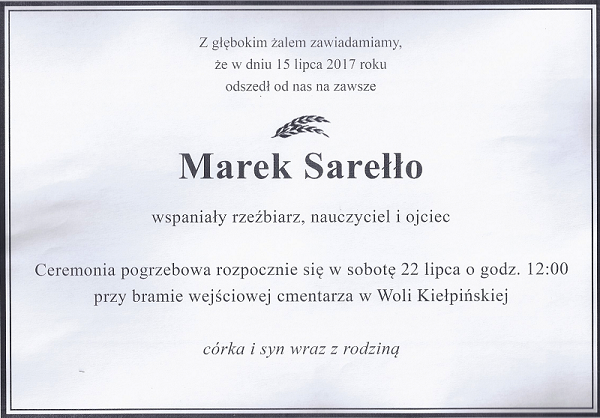 Z głębokim żalem zawiadamiamy,
że w dniu 15 lipca 2017 roku
odszedł od nas na zawsze
Marek Sarełło
wspaniały rzeźbiarz, nauczyciel i ojciec
Ceremonia pogrzebowa rozpocznie się w sobotę 22 lipca o godz. 12:00
przy bramie wejściowej cmentarza w Woli Kiełpińskiej
córka i syn wraz z rodziną